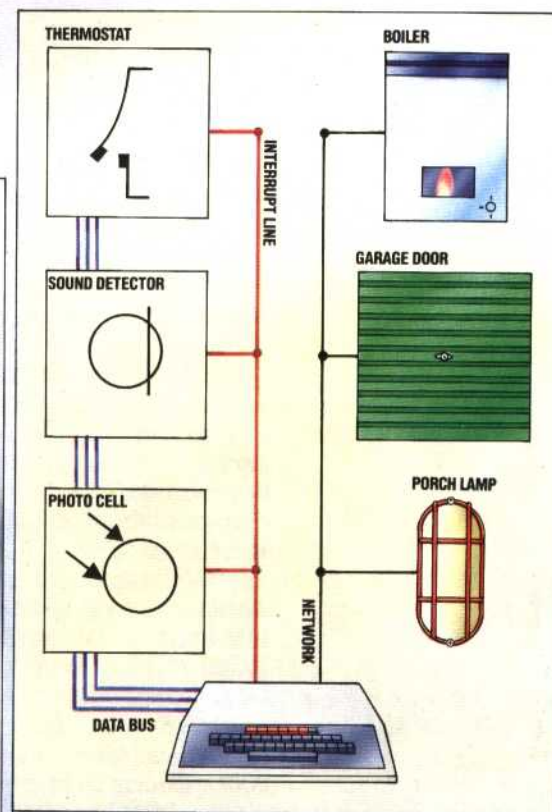 THERMOSTAT
BOILER
INTERRUPT LINE
SOUND DETECTOR
GARAGE DOOR
PHOTO CELL
PORCH LAMP
NETWORK
DATA BUS